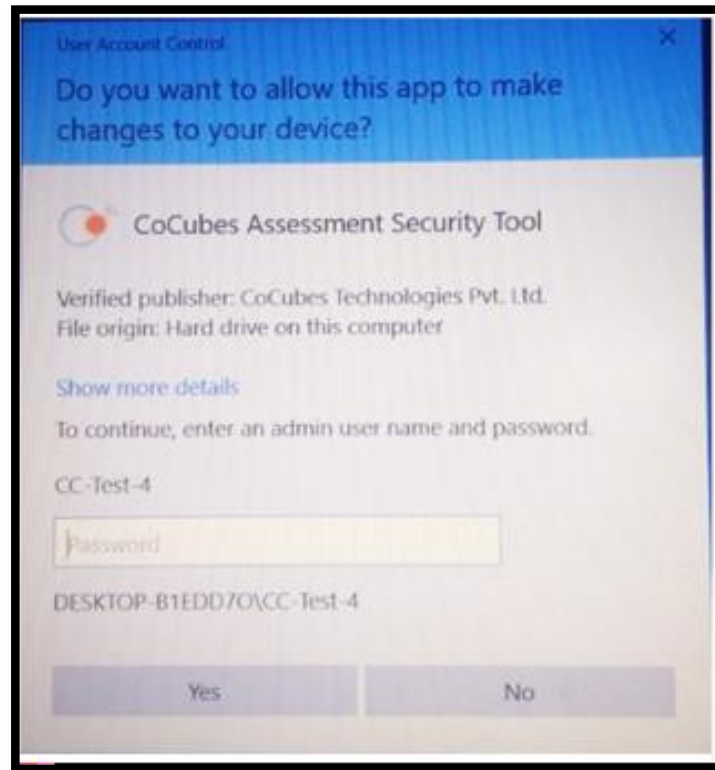 User Account Control
Do you want to allow this app to make
changes to your device?
CoCubes Assessment Security Tool
Verified publisher: CoCubes Technologies Pvt. Ltd.
File origin: Hard drive on this computer
Show more details
To continue, enter an admin user name and password.
CC-Test-4
Password
DESKTOP-B1EDD7O\CC-Test-4
Yes
No